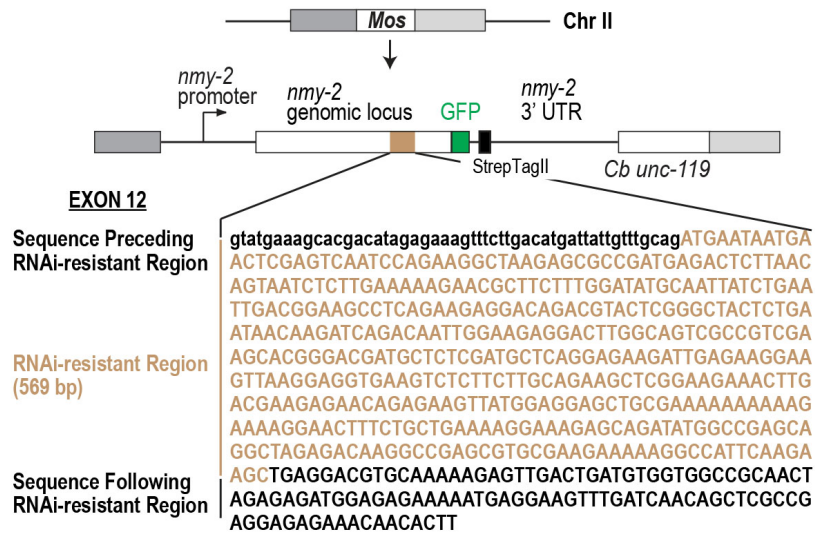 Mos
Chr II
nmy-2
promoter
nmy-2
genomic locus
GFP
nmy-2
3' UTR
StrepTagII
Cb unc-119
EXON 12
Sequence Preceding
RNAi-resistant Region
gtatgaaagcacgacatagagaaagtttcttgacatgattattgtttgcagATGAATAATGA
ACTCGAGTCAATCCAGAAGGCTAAGAGCGCCGATGAGACTCTTAAC
AGTAATCTCTTGAAAAAGAACGCTTCTTTGGATATGCAATTATCTGAA
TTGACGGAAGCCTCAGAAGAGGACAGACGTACTCGGGCTACTCTGA
ATAACAAGATCAGACAATTGGAAGAGGACTTGGCAGTCGCCGTCGA
AGCACGGGACGATGCTCTCGATGCTCAGGAGAAGATTGAGAAGGAA
GTTAAGGAGGTGAAGTCTCTTCTTGCAGAAGCTCGGAAGAAACTTG
ACGAAGAGAACAGAGAAGTTATGGAGGAGCTGCGAAAAAAAAAAG
AAAAGGAACTTTCTGCTGAAAAGGAAAGAGCAGATATGGCCGAGCA
GGCTAGAGACAAGGCCGAGCGTGCGAAGAAAAAGGCCATTCAAGA
AGCTGAGGACGTGCAAAAAGAGTTGACTGATGTGGTGGCCGCAACT
AGAGAGATGGAGAGAAAAATGAGGAAGTTTGATCAACAGCTCGCCG
AGGAGAGAAACAACACTT
RNAi-resistant Region
(569 bp)
Sequence Following
RNAi-resistant Region